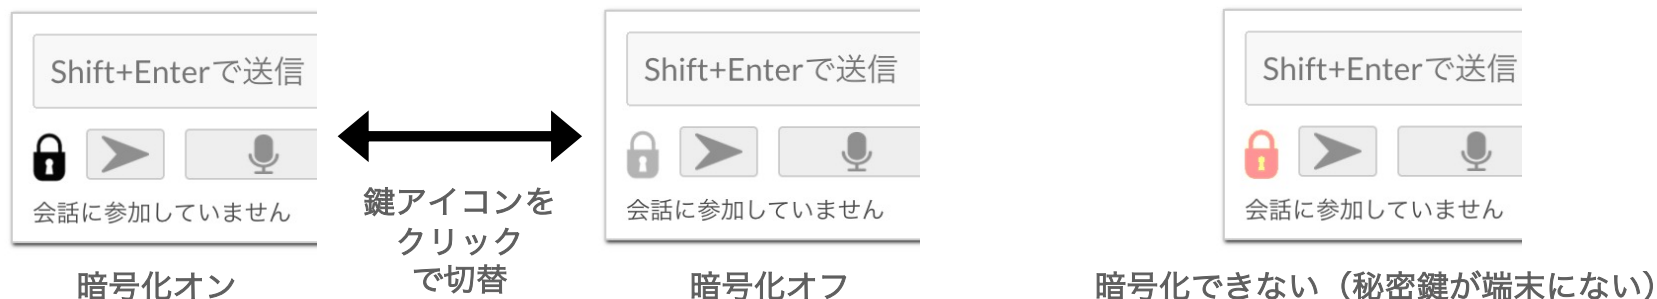 Shift+Enterで送信
会話に参加していません
暗号化オン
鍵アイコンを
クリック
で切替
Shift+Enterで送信
会話に参加していません
暗号化オフ
Shift+Enterで送信
会話に参加していません
暗号化できない（秘密鍵が端末にない）